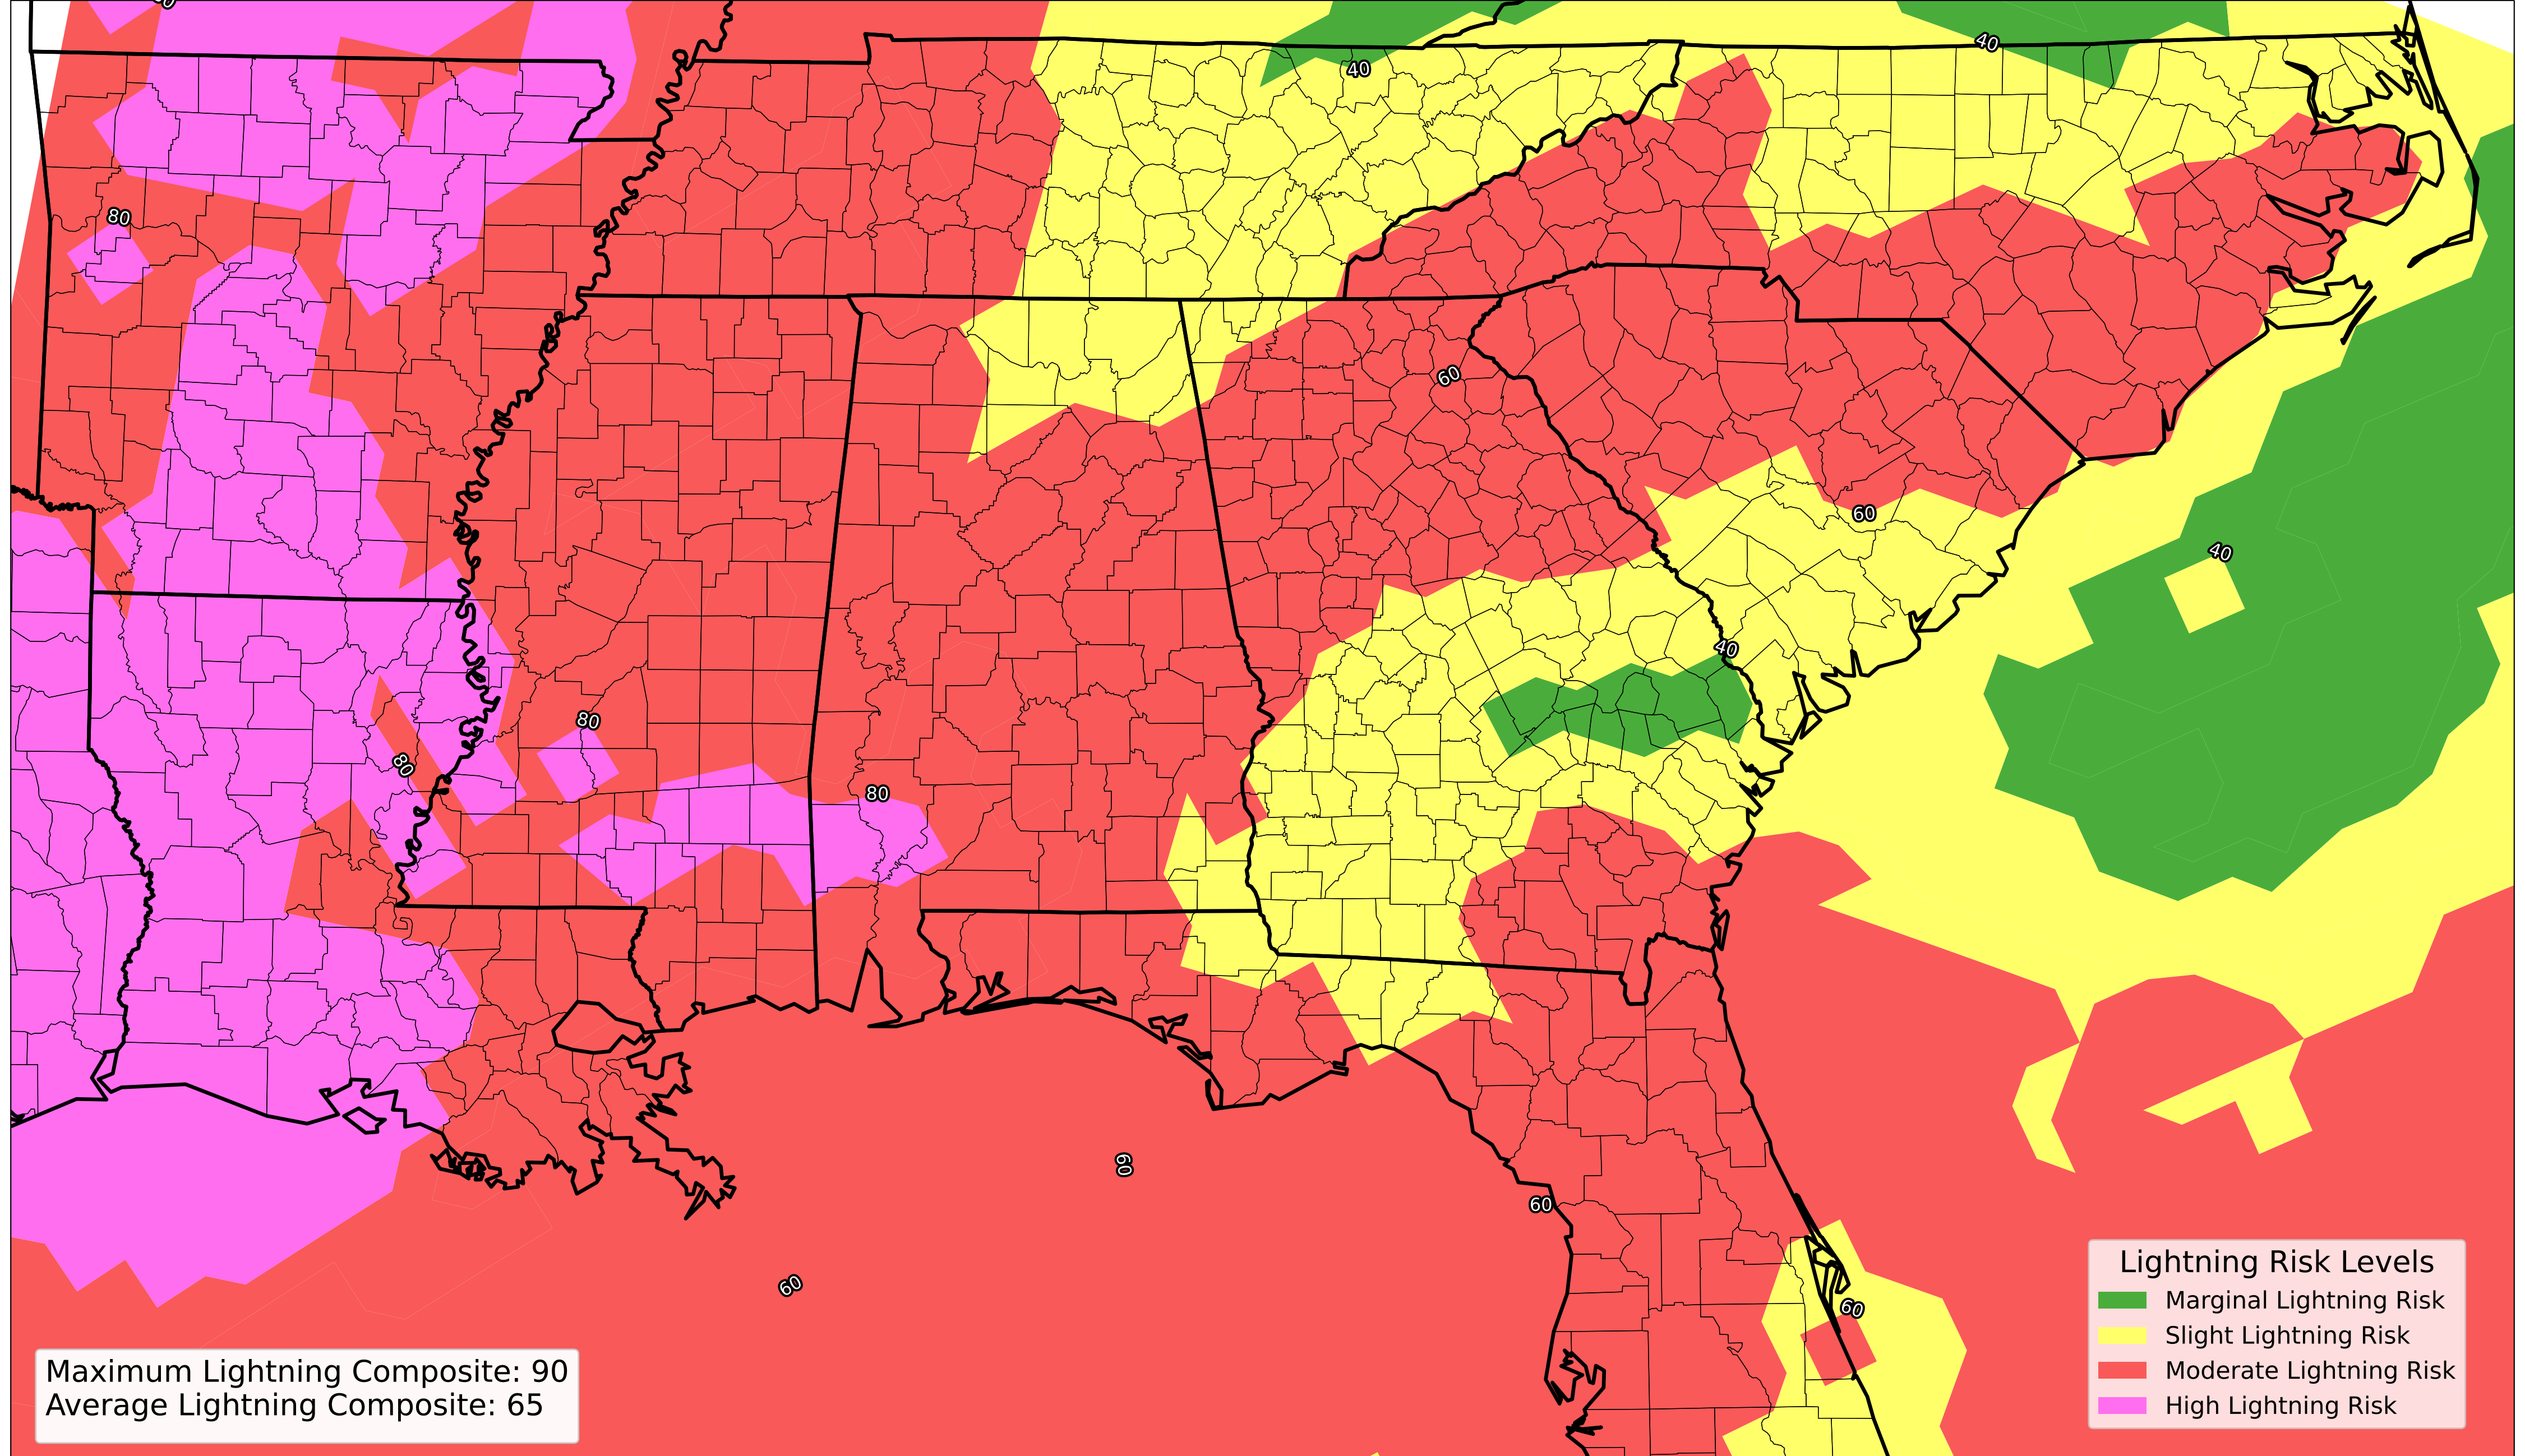 40
40
80
60
60
40
40
80
80
80
60
60
60
60
Lightning Risk Levels
Marginal Lightning Risk
Slight Lightning Risk
Moderate Lightning Risk
High Lightning Risk
Maximum Lightning Composite: 90
Average Lightning Composite: 65